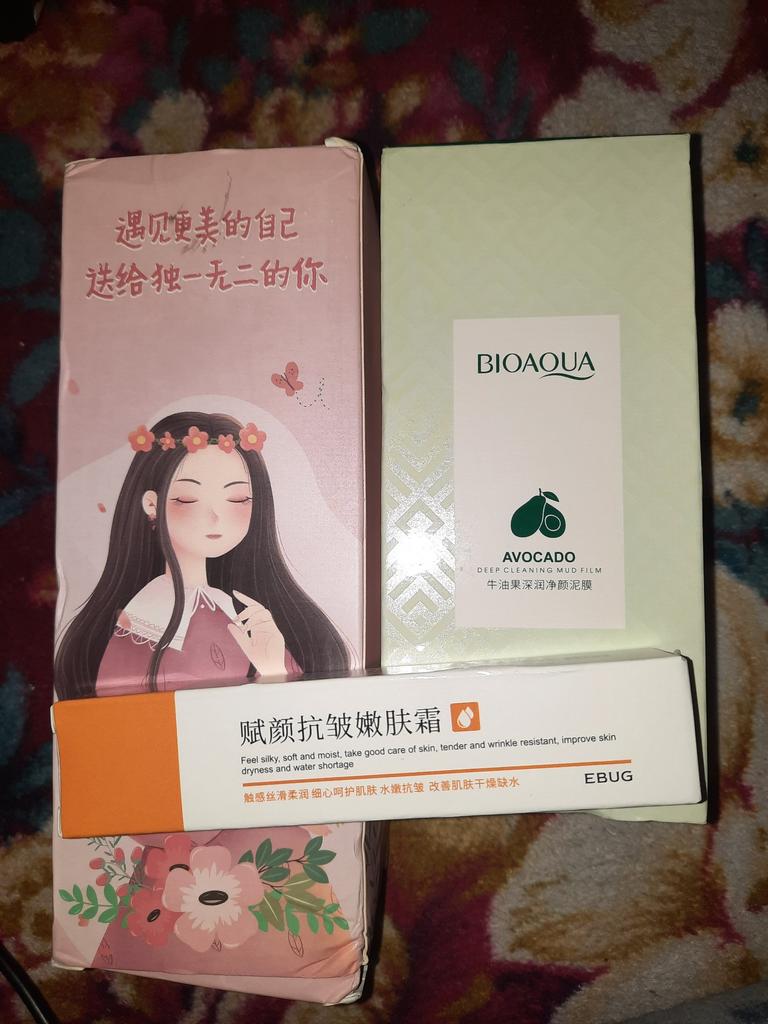 遇见更美的自己
送给独一无二的你
BIOAQUA
AVOCADO
DEEP CLEANING MUD FILM
牛油果深润净颜泥膜
赋颜抗皱嫩肤霜
Feel silky, soft and moist, take good care of skin, tender and wrinkle resistant, improve skin
dryness and water shortage
触感丝滑柔润 细心呵护肌肤 水嫩抗皱 改善肌肤干燥缺水
EBUG